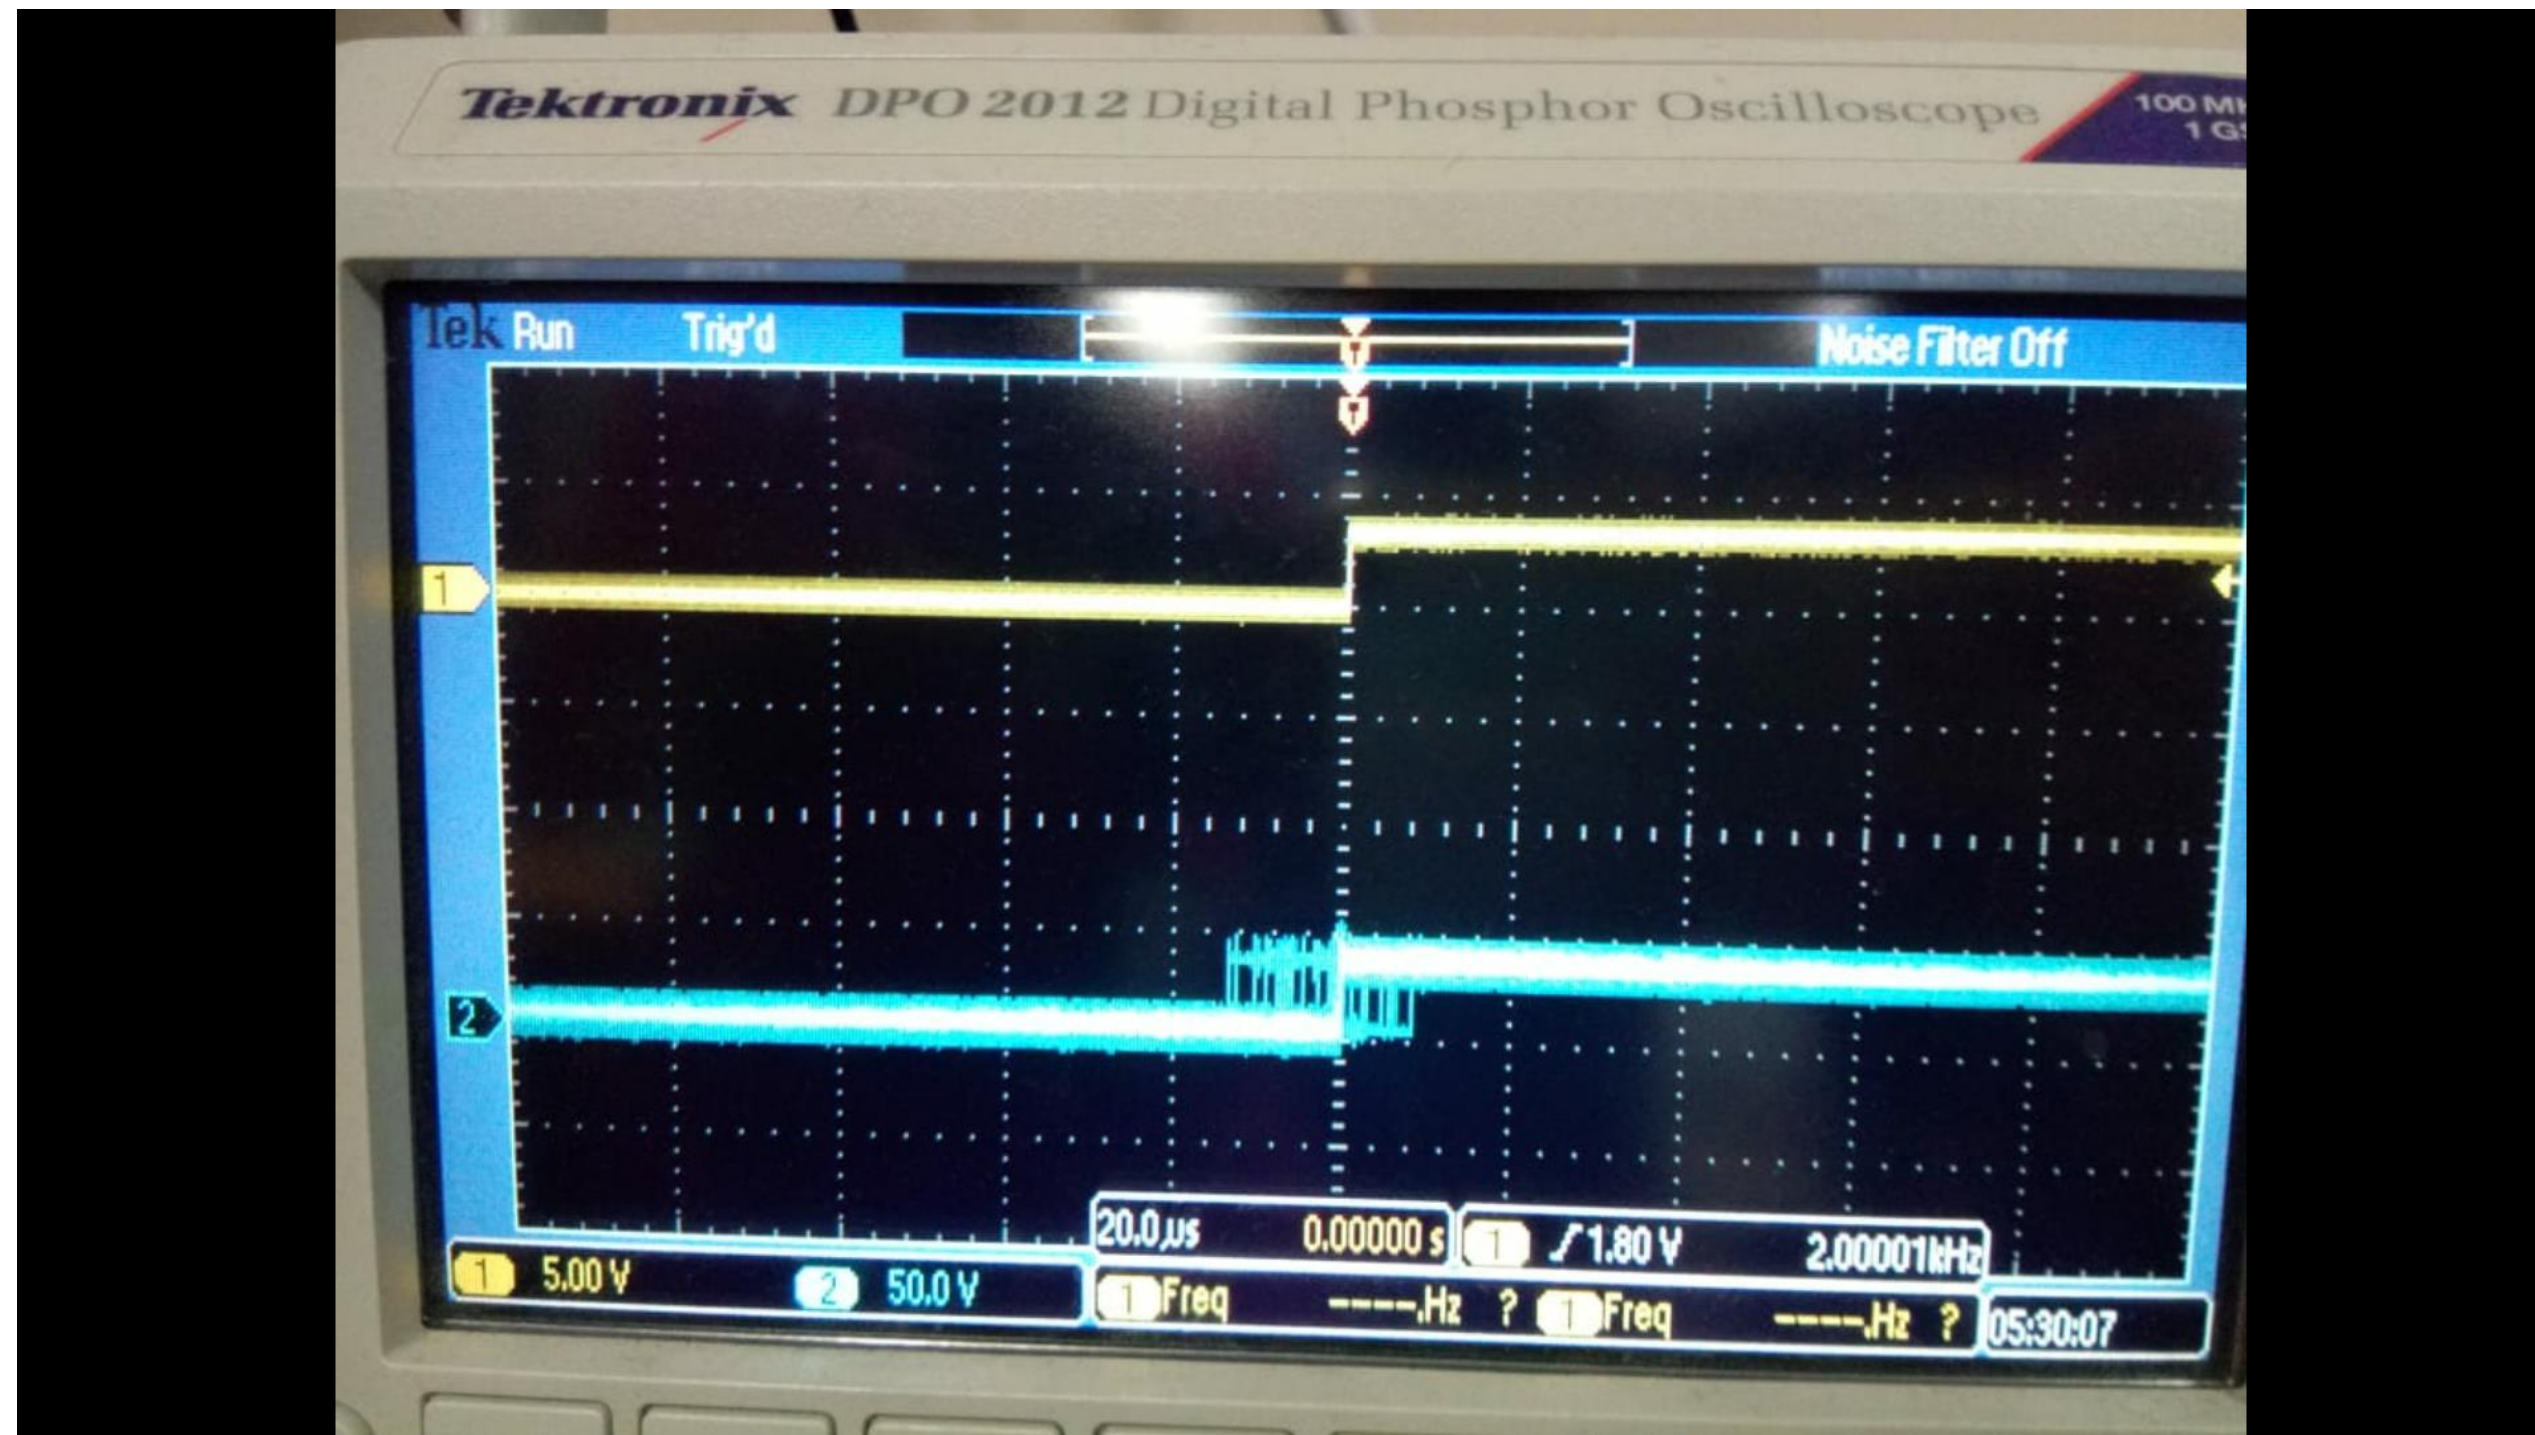 Tektronix DPO 2012 Digital Phosphor Oscilloscope
100
1
Tek Run Trig'd Noise Filter Off
1
2
20.0µs 0.00000 s 1 1.80 V 2.00001kHz
1 5.00 V 2 50.0 V
1 Freq ----.Hz ? 1 Freq ----.Hz ? 05:30:07